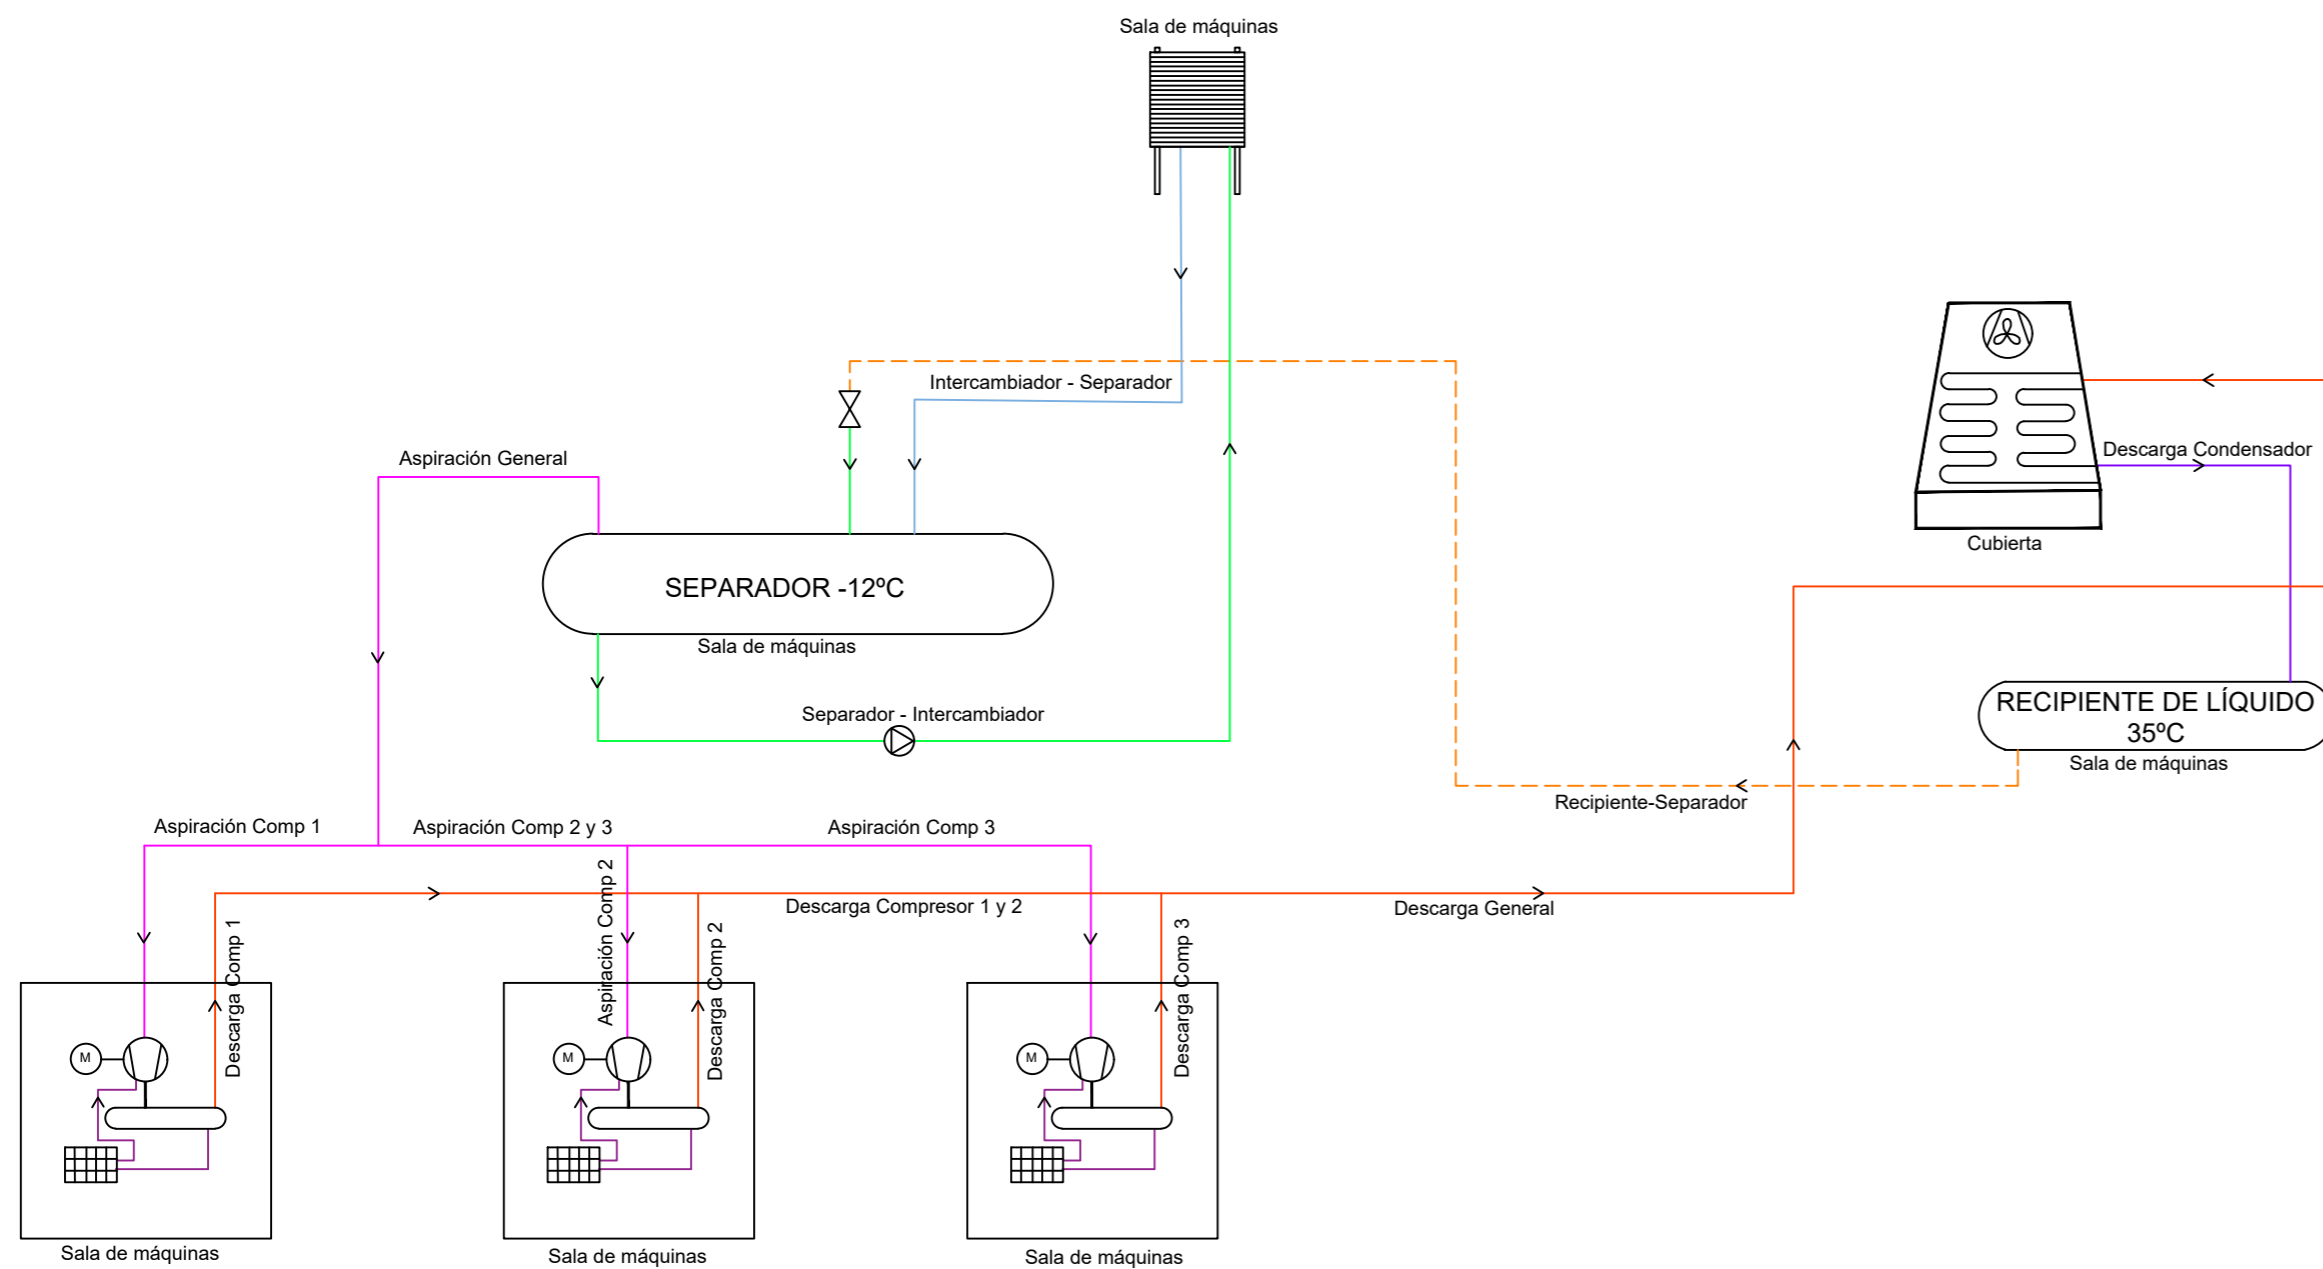 Sala de máquinas
Intercambiador - Separador
Aspiración General
Descarga Condensador
Cubierta
SEPARADOR -12ºC
Sala de máquinas
RECIPIENTE DE LÍQUIDO
35ºC
Sala de máquinas
Separador - Intercambiador
Recipiente-Separador
Aspiración Comp 1
Aspiración Comp 2 y 3
Aspiración Comp 3
Aspiración Comp 2
Descarga Compresor 1 y 2
Descarga General
Descarga Comp 1
Descarga Comp 2
Descarga Comp 3
M
M
M
Sala de máquinas
Sala de máquinas
Sala de máquinas